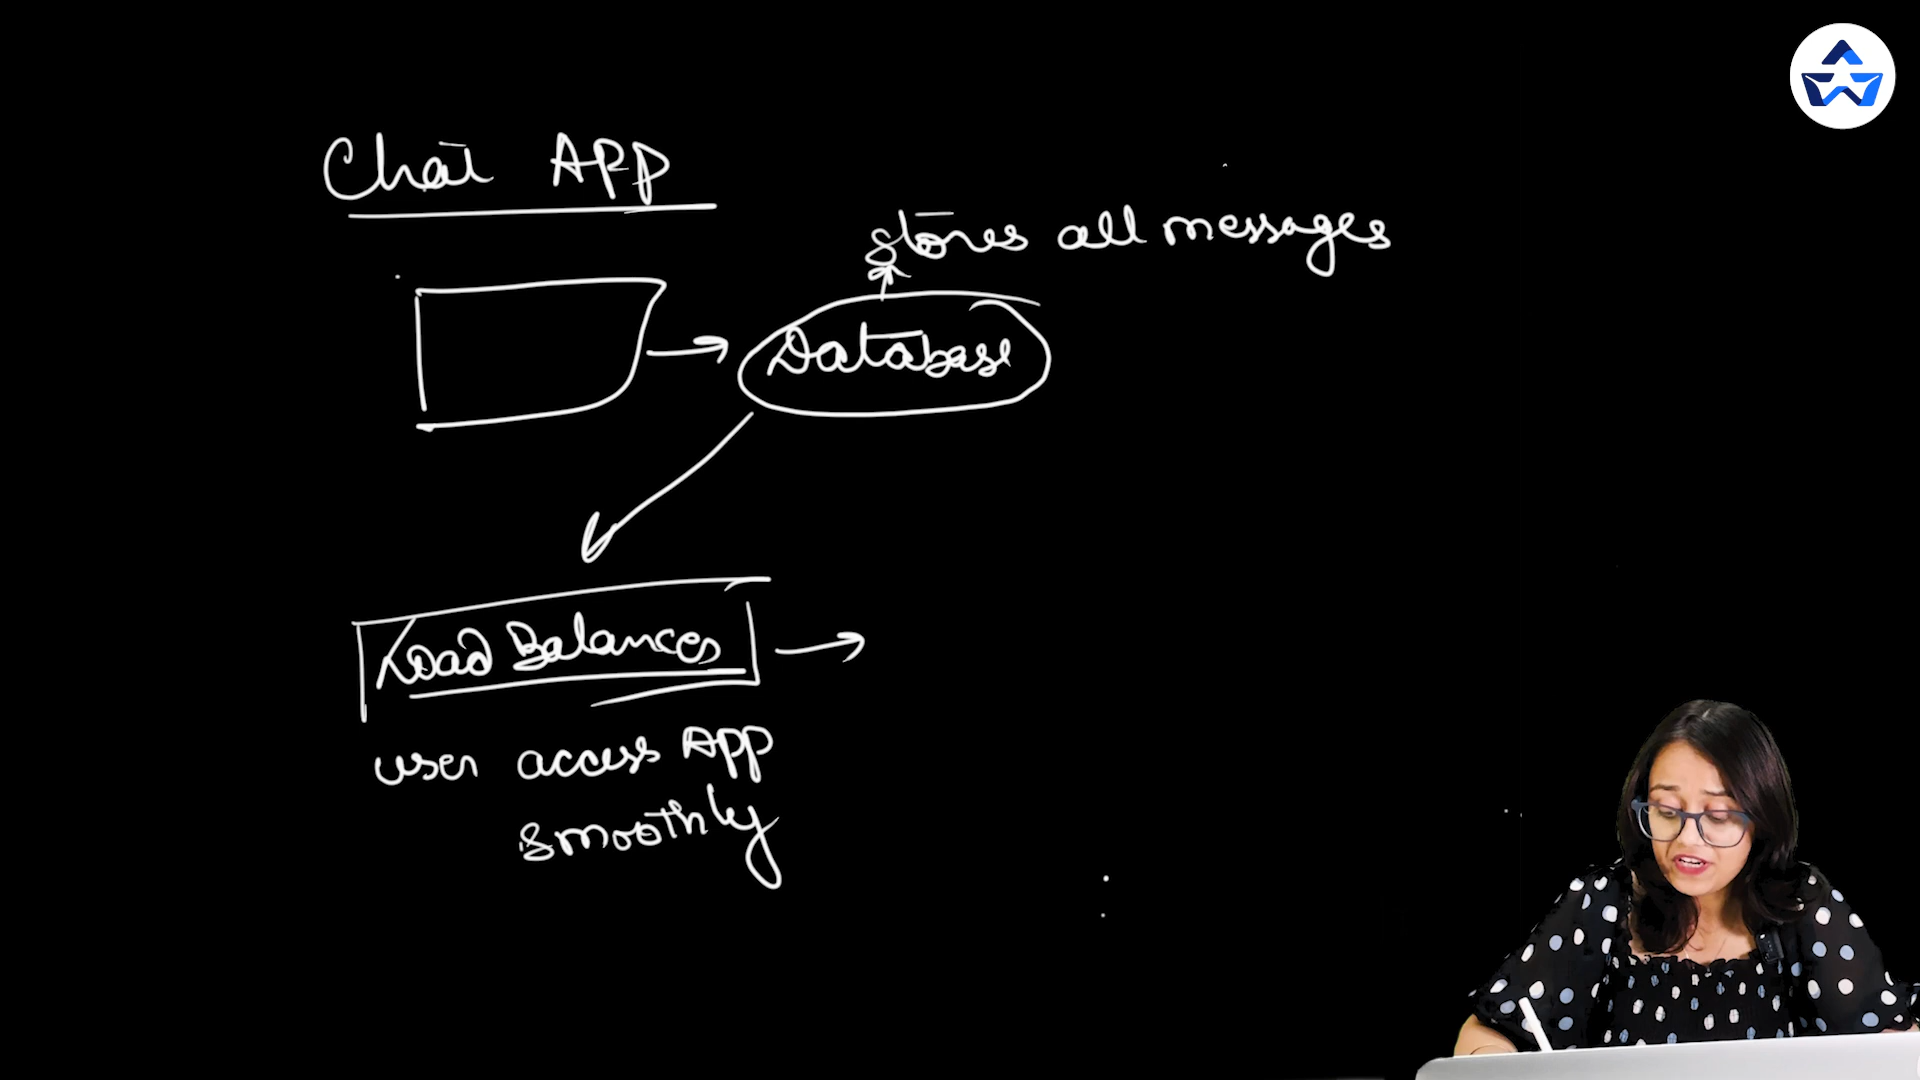 Chat APP
stores all messages
Database
Load Balancer
user access App
smoothly